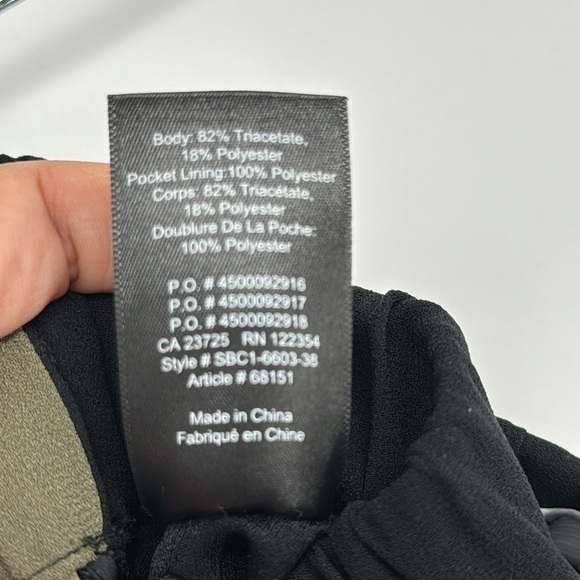 Body: 82% Triacetate,
18% Polyester
Pocket Lining:100% Polyester
Corps: 82% Triacétate,
18% Polyester
Doublure De La Poche:
100% Polyester
P.O. # 4500092916
P.O. # 4500092917
P.O. # 4500092918
CA 23725 RN 122354
Style # SBC1-6603-38
Article # 68151
Made in China
Fabriqué en Chine